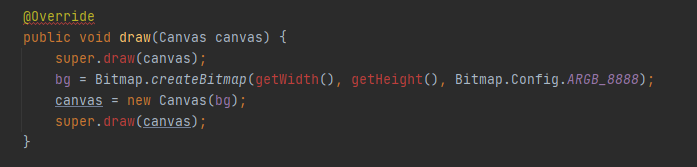 @Override
public void draw(Canvas canvas) {
super.draw(canvas);
bg = Bitmap.createBitmap(getWidth(), getHeight(), Bitmap.Config.ARGB_8888);
canvas = new Canvas(bg);
super.draw(canvas);
}